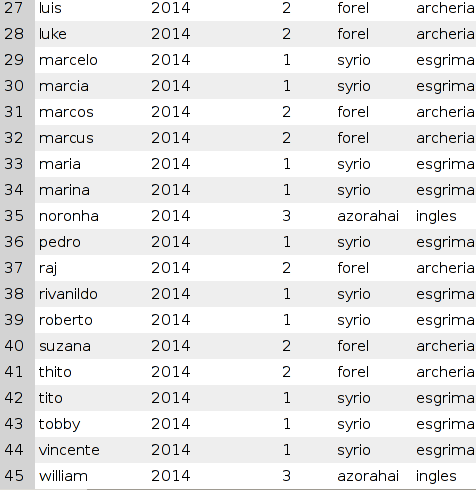 27 luis 2014 2 forel archeria
28 luke 2014 2 forel archeria
29 marcelo 2014 1 syrio esgrima
30 marcia 2014 1 syrio esgrima
31 marcos 2014 2 forel archeria
32 marcus 2014 2 forel archeria
33 maria 2014 1 syrio esgrima
34 marina 2014 1 syrio esgrima
35 noronha 2014 3 azorahai ingles
36 pedro 2014 1 syrio esgrima
37 raj 2014 2 forel archeria
38 rivanildo 2014 1 syrio esgrima
39 roberto 2014 1 syrio esgrima
40 suzana 2014 2 forel archeria
41 thito 2014 2 forel archeria
42 tito 2014 1 syrio esgrima
43 tobby 2014 1 syrio esgrima
44 vincente 2014 1 syrio esgrima
45 william 2014 3 azorahai ingles